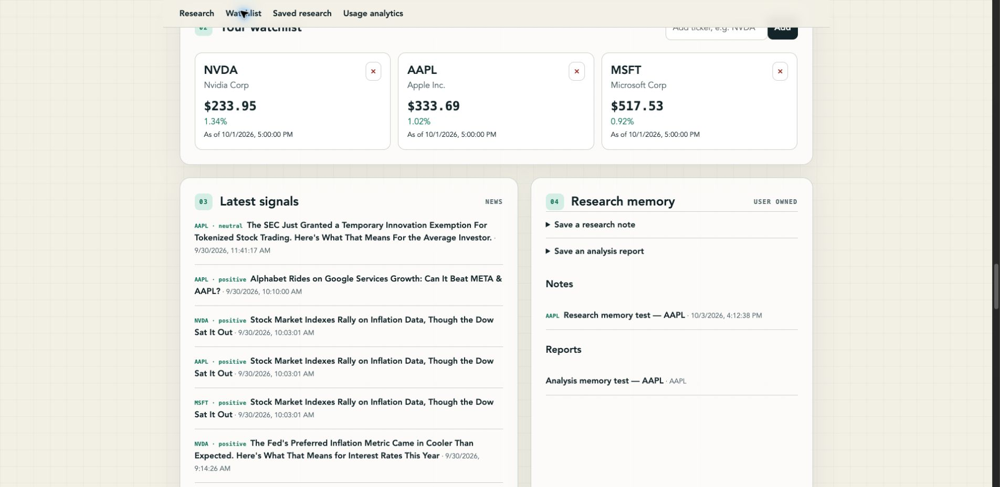 Research Watchlist Saved research Usage analytics
02 Your watchlist
Add ticker, e.g. NVDA Add
NVDA ×
Nvidia Corp
$233.95
1.34%
As of 10/1/2026, 5:00:00 PM
AAPL ×
Apple Inc.
$333.69
1.02%
As of 10/1/2026, 5:00:00 PM
MSFT ×
Microsoft Corp
$517.53
0.92%
As of 10/1/2026, 5:00:00 PM
03 Latest signals NEWS
AAPL · neutral The SEC Just Granted a Temporary Innovation Exemption For
Tokenized Stock Trading. Here's What That Means For the Average Investor. ·
9/30/2026, 11:41:17 AM
AAPL · positive Alphabet Rides on Google Services Growth: Can It Beat META &
AAPL? · 9/30/2026, 10:10:00 AM
NVDA · positive Stock Market Indexes Rally on Inflation Data, Though the Dow
Sat It Out · 9/30/2026, 10:03:01 AM
AAPL · positive Stock Market Indexes Rally on Inflation Data, Though the Dow
Sat It Out · 9/30/2026, 10:03:01 AM
MSFT · positive Stock Market Indexes Rally on Inflation Data, Though the Dow
Sat It Out · 9/30/2026, 10:03:01 AM
NVDA · positive The Fed's Preferred Inflation Metric Came in Cooler Than
Expected. Here's What That Means for Interest Rates This Year · 9/30/2026,
9:14:26 AM
04 Research memory USER OWNED
▶ Save a research note
▶ Save an analysis report
Notes
AAPL Research memory test — AAPL · 10/3/2026, 4:12:38 PM
Reports
Analysis memory test — AAPL · AAPL